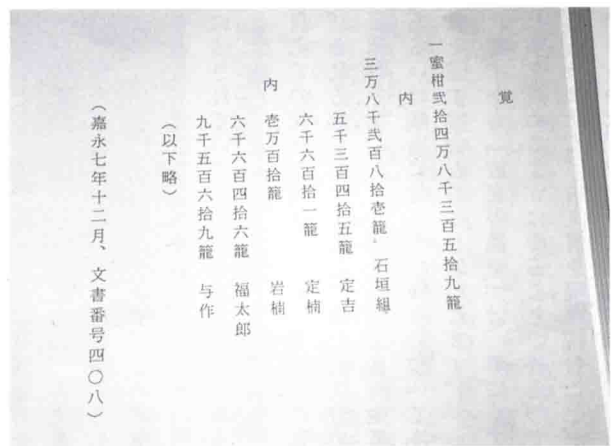 覚
一蜜柑弐拾四万八千三百五拾九籠
内
三万八千弐百八拾壱籠 石垣組
五千三百四拾五籠 定吉
六千六百拾一籠 定楠
内 壱万百拾籠 岩楠
六千六百四拾六籠 福太郎
九千五百六拾九籠 与作
(以下略)
(嘉永七年十二月、文書番号四〇八)